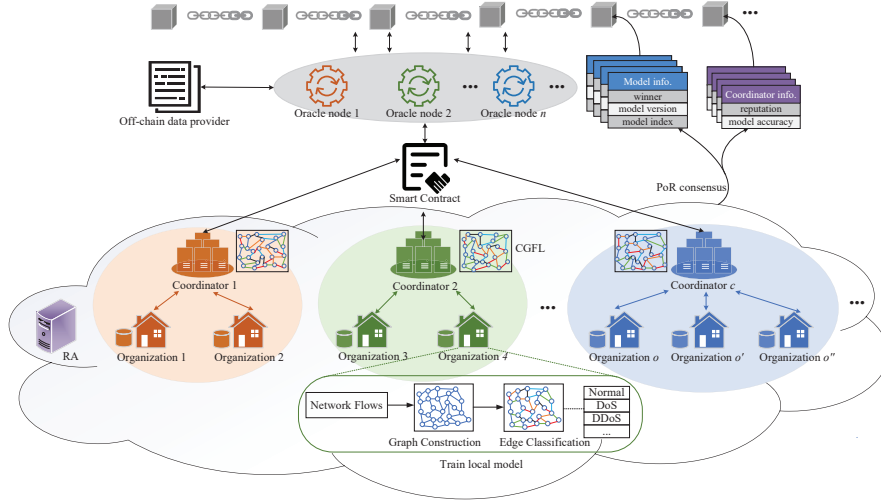 Model info.
winner
model version
model index
Coordinator info.
reputation
model accuracy
Oracle node 1
Oracle node 2
Oracle node n
...
Off-chain data provider
Smart Contract
PoR consensus
CGFL
Coordinator 1
Coordinator 2
Coordinator c
RA
Organization 1
Organization 2
Organization 3
Organization 4
Organization o
Organization o′
Organization o″
Network Flows
Graph Construction
Edge Classification
Normal
DoS
DDoS
...
Train local model